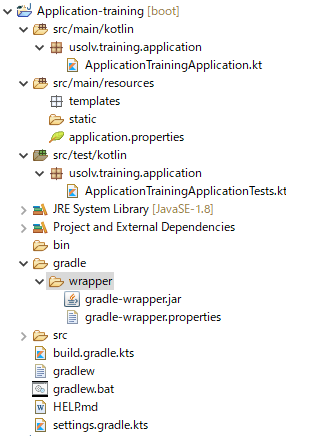 Application-training [boot]
src/main/kotlin
usolv.training.application
ApplicationTrainingApplication.kt
src/main/resources
templates
static
application.properties
src/test/kotlin
usolv.training.application
ApplicationTrainingApplicationTests.kt
JRE System Library [JavaSE-1.8]
Project and External Dependencies
bin
gradle
wrapper
gradle-wrapper.jar
gradle-wrapper.properties
src
build.gradle.kts
gradlew
gradlew.bat
HELP.md
settings.gradle.kts